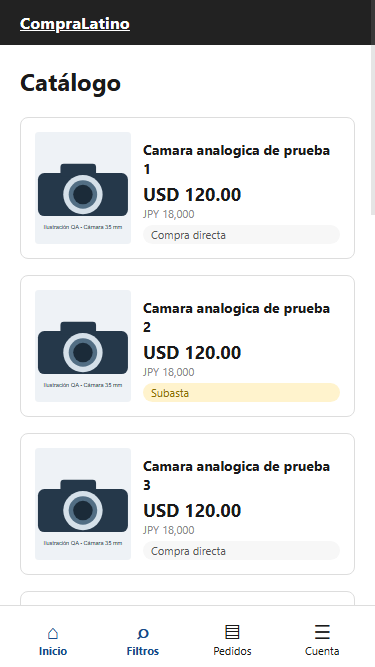 CompraLatino
Catálogo
Camara analogica de prueba
1
USD 120.00
JPY 18,000
Compra directa
Ilustración QA • Cámara 35 mm
Camara analogica de prueba
2
USD 120.00
JPY 18,000
Subasta
Ilustración QA • Cámara 35 mm
Camara analogica de prueba
3
USD 120.00
JPY 18,000
Compra directa
Ilustración QA • Cámara 35 mm
Inicio
Filtros
Pedidos
Cuenta